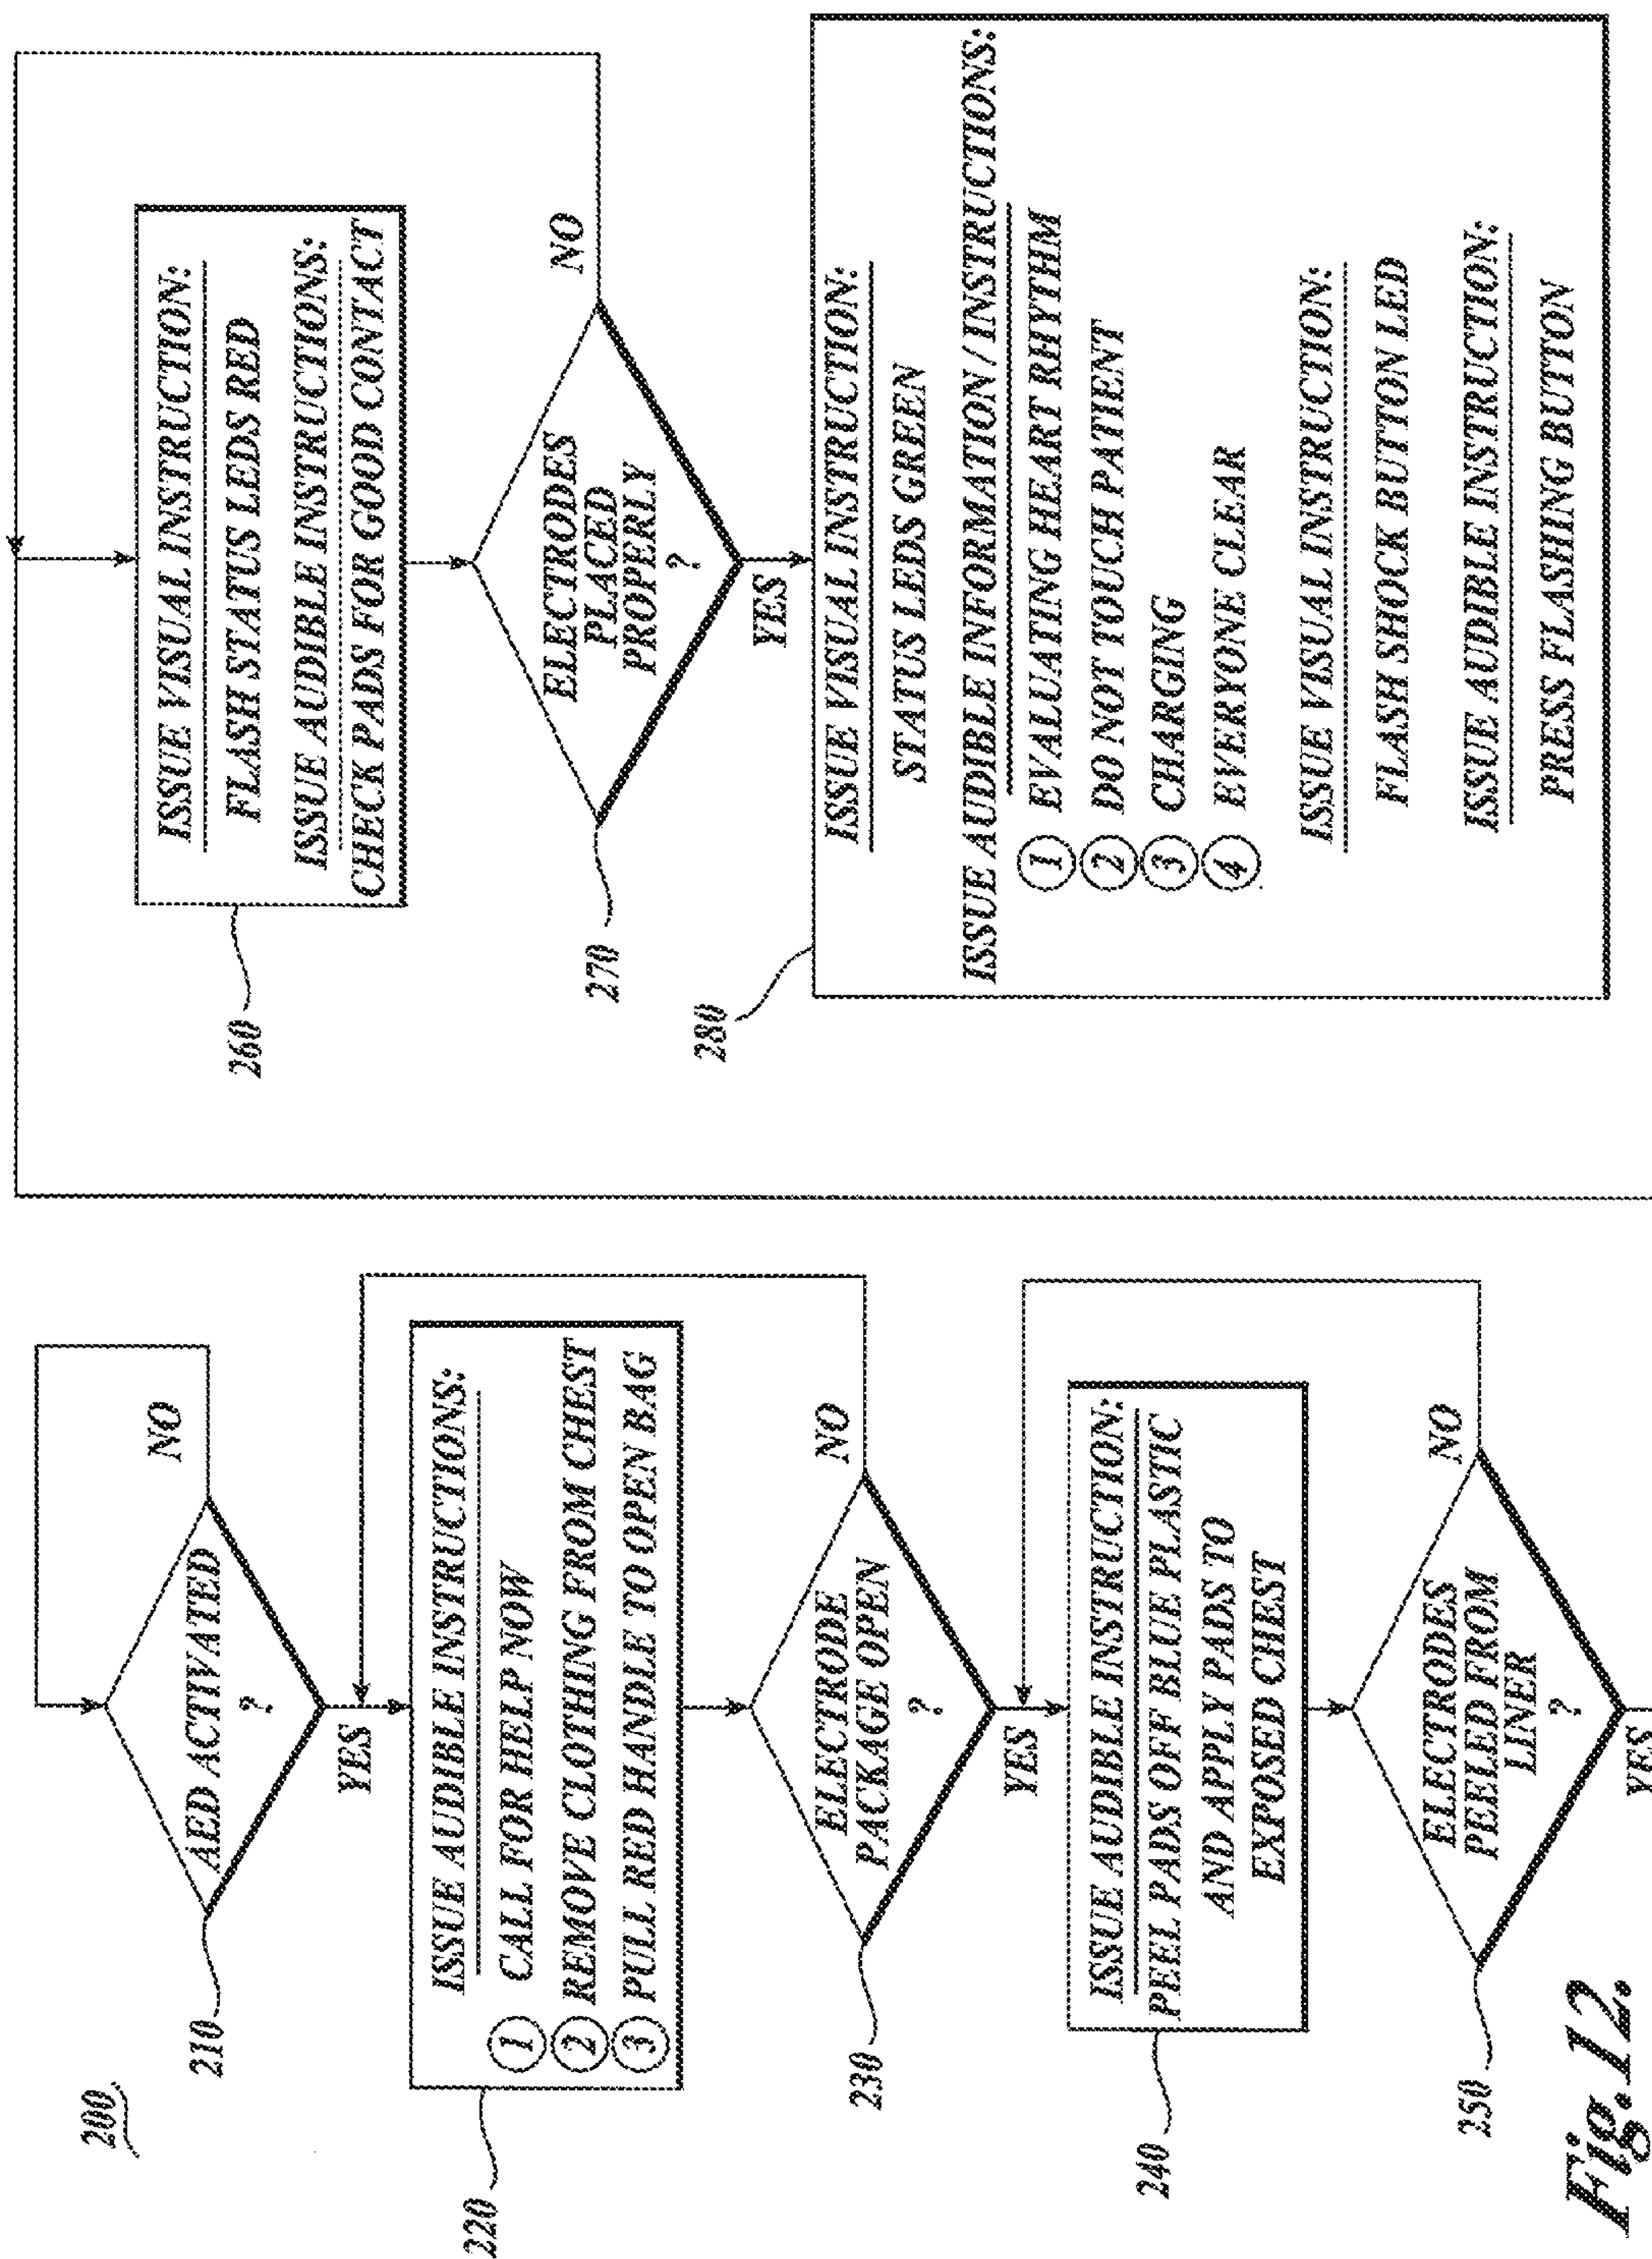 200
210
AED ACTIVATED
?
NO
YES
220
ISSUE AUDIBLE INSTRUCTIONS:
1 CALL FOR HELP NOW
2 REMOVE CLOTHING FROM CHEST
3 PULL RED HANDLE TO OPEN BAG
230
ELECTRODE
PACKAGE OPEN
?
NO
YES
240
ISSUE AUDIBLE INSTRUCTION:
PEEL PADS OFF BLUE PLASTIC
AND APPLY PADS TO
EXPOSED CHEST
250
ELECTRODES
PEELED FROM
LINER
?
NO
YES
260
ISSUE VISUAL INSTRUCTION:
FLASH STATUS LEDS RED
ISSUE AUDIBLE INSTRUCTIONS:
CHECK PADS FOR GOOD CONTACT
270
ELECTRODES
PLACED
PROPERLY
?
NO
YES
280
ISSUE VISUAL INSTRUCTION:
STATUS LEDS GREEN
ISSUE AUDIBLE INFORMATION / INSTRUCTIONS:
1 EVALUATING HEART RHYTHM
2 DO NOT TOUCH PATIENT
3 CHARGING
4 EVERYONE CLEAR
ISSUE VISUAL INSTRUCTION:
FLASH SHOCK BUTTON LED
ISSUE AUDIBLE INSTRUCTION:
PRESS FLASHING BUTTON
Fig.12.